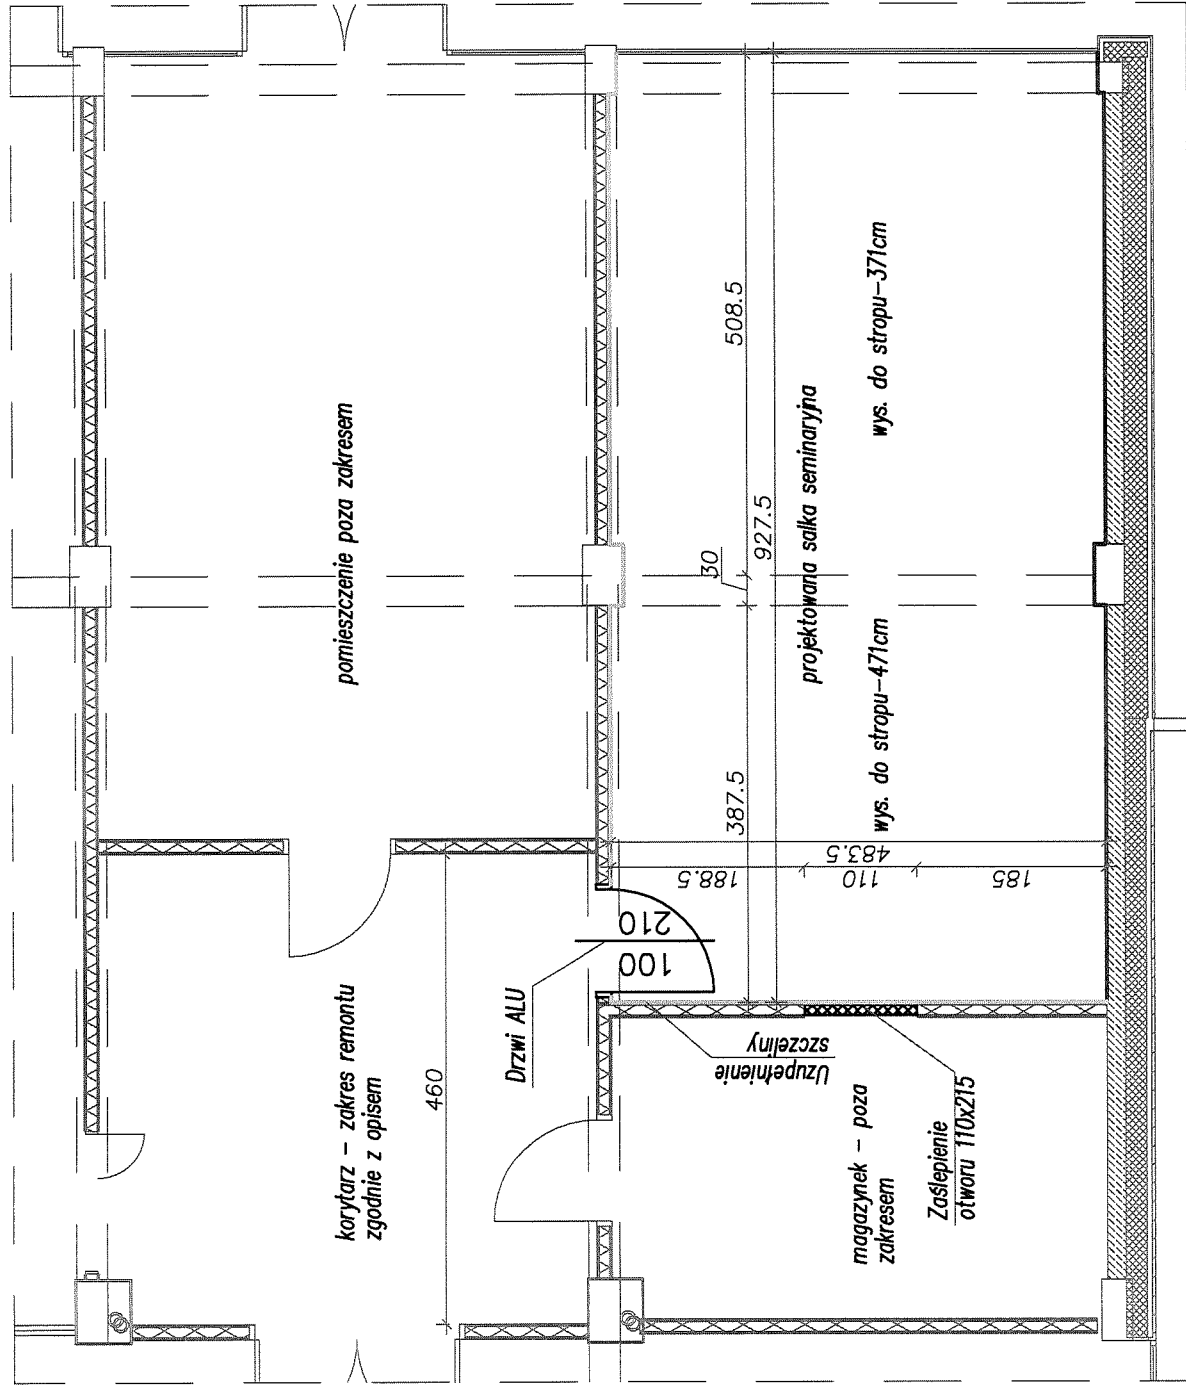 pomieszczenie poza zakresem
korytarz – zakres remontu
zgodnie z opisem
460
Drzwi ALU
100
210
508.5
30
927.5
387.5
projektowana salka seminaryjna
wys. do stropu–371cm
wys. do stropu–471cm
188.5
110
185
483.5
Uzupełnienie
szczeliny
magazynek – poza
zakresem
Zaślepienie
otworu 110x215